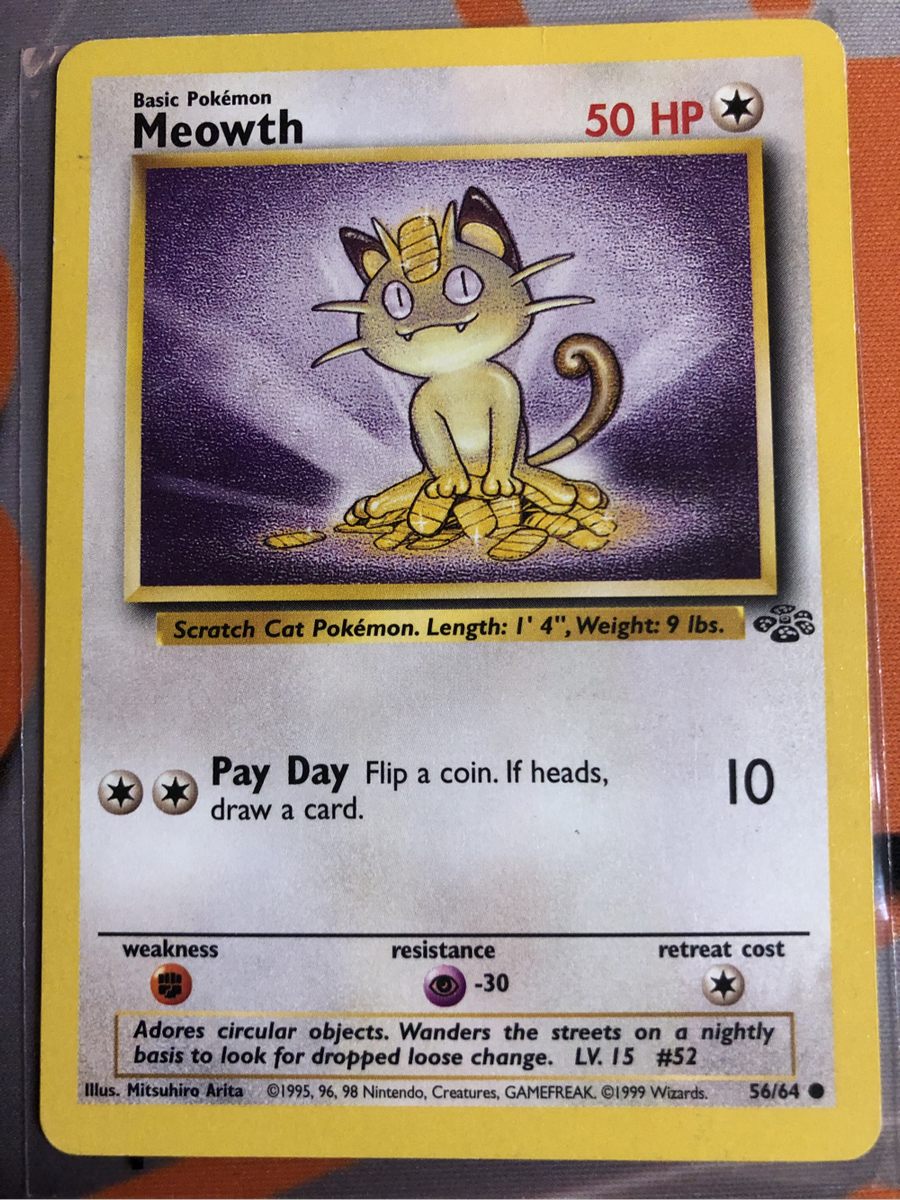 Basic Pokémon
Meowth
50 HP
Scratch Cat Pokémon. Length: 1' 4", Weight: 9 lbs.
Pay Day Flip a coin. If heads,
draw a card.
10
weakness
resistance
retreat cost
-30
Adores circular objects. Wanders the streets on a nightly
basis to look for dropped loose change. LV. 15 #52
Illus. Mitsuhiro Arita ©1995, 96, 98 Nintendo, Creatures, GAMEFREAK. ©1999 Wizards. 56/64